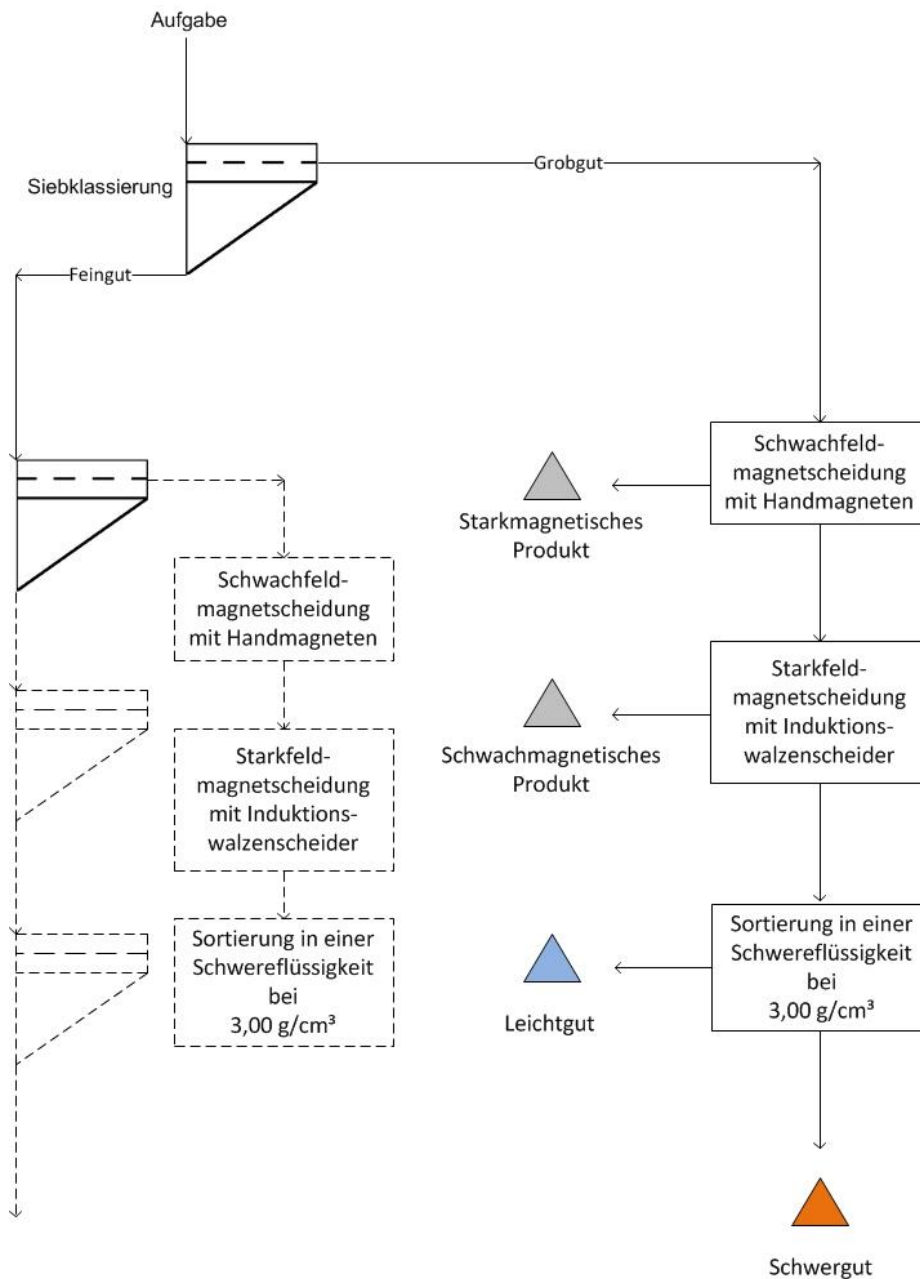 Aufgabe
Siebklassierung
Grobgut
Feingut
Schwachfeld-
magnetscheidung
mit Handmagneten
Starkmagnetisches
Produkt
Schwachfeld-
magnetscheidung
mit Handmagneten
Starkfeld-
magnetscheidung
mit Induktions-
walzenscheider
Schwachmagnetisches
Produkt
Starkfeld-
magnetscheidung
mit Induktions-
walzenscheider
Sortierung in einer
Schwereflüssigkeit
bei
3,00 g/cm³
Leichtgut
Sortierung in einer
Schwereflüssigkeit
bei
3,00 g/cm³
Schwergut